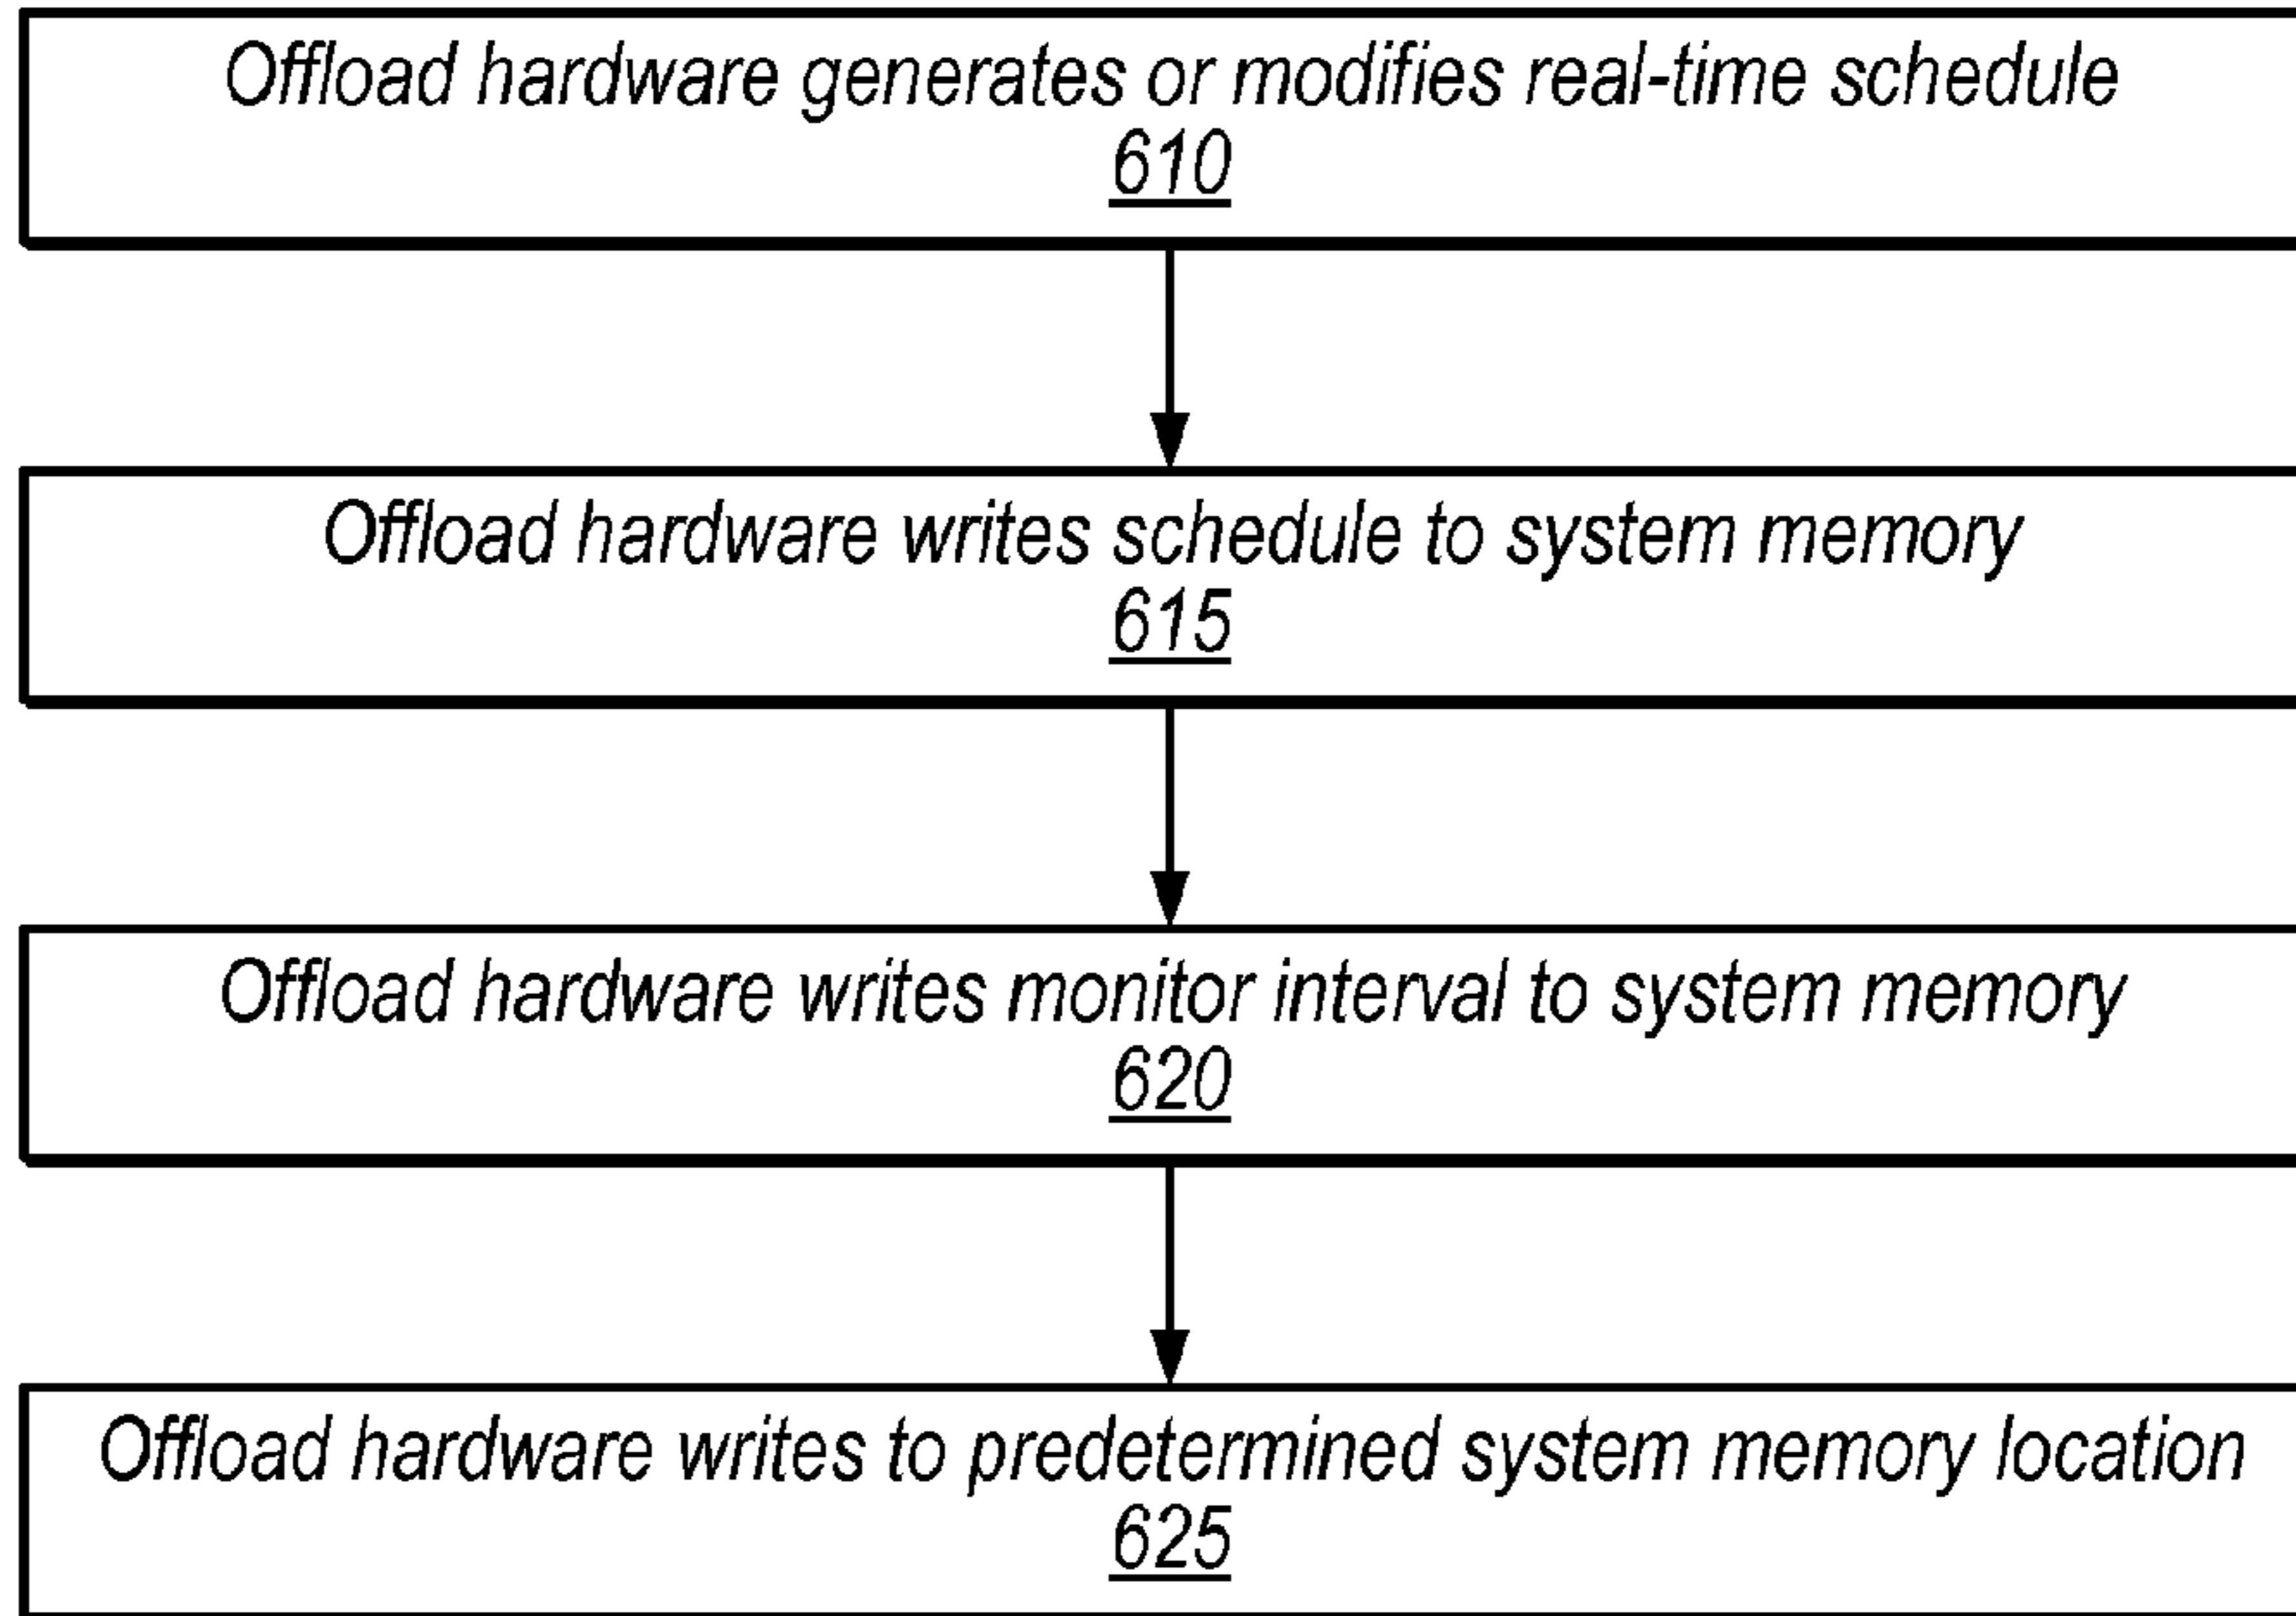 Offload hardware generates or modifies real-time schedule
610
Offload hardware writes schedule to system memory
615
Offload hardware writes monitor interval to system memory
620
Offload hardware writes to predetermined system memory location
625